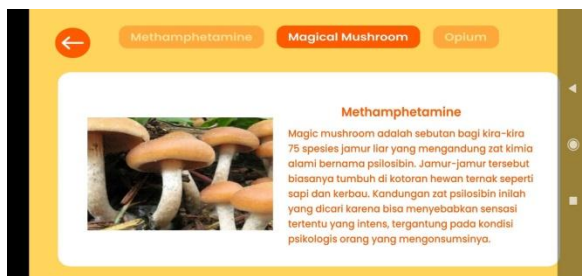 Methamphetamine Magical Mushroom Opium
Methamphetamine
Magic mushroom adalah sebutan bagi kira-kira
75 spesies jamur liar yang mengandung zat kimia
alami bernama psilosibin. Jamur-jamur tersebut
biasanya tumbuh di kotoran hewan ternak seperti
sapi dan kerbau. Kandungan zat psilosibin inilah
yang dicari karena bisa menyebabkan sensasi
tertentu yang intens, tergantung pada kondisi
psikologis orang yang mengonsumsinya.